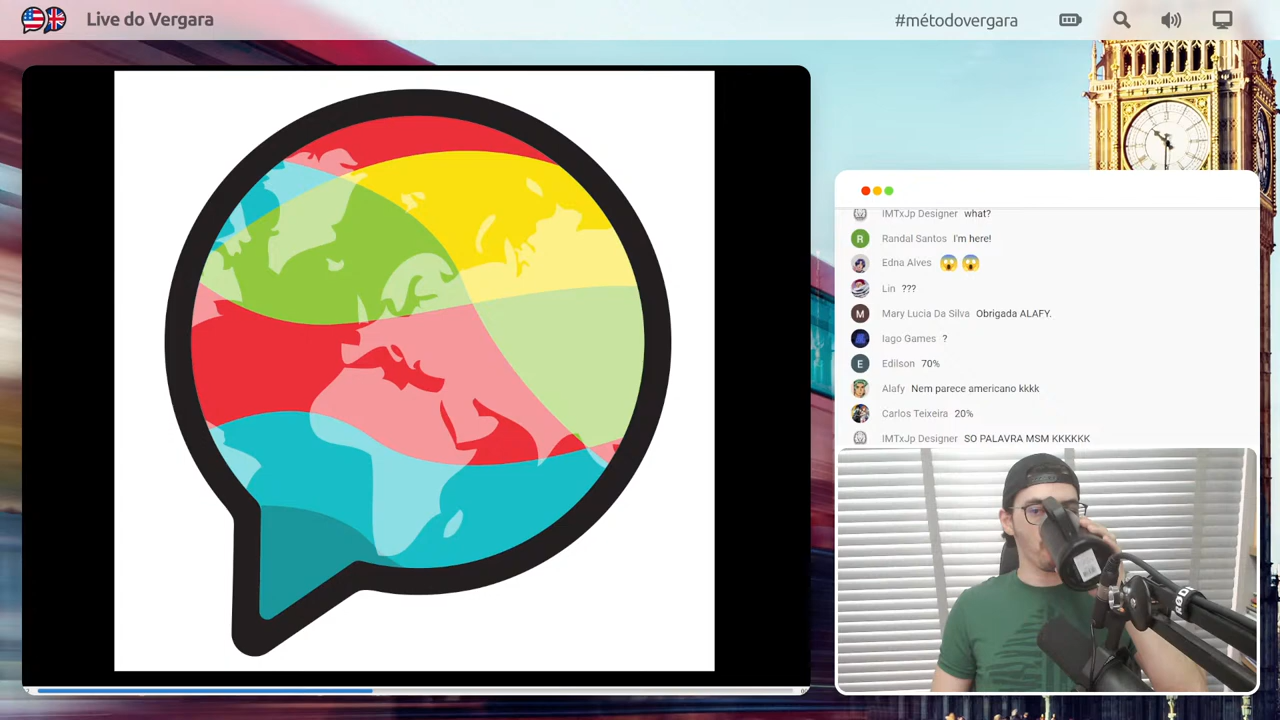 Live do Vergara
#métodovergara
IMTxJp Designer what?
R Randal Santos I'm here!
Edna Alves 😱 😱
Lin ???
M Mary Lucia Da Silva Obrigada ALAFY.
Iago Games ?
E Edilson 70%
Alafy Nem parece americano kkkk
Carlos Teixeira 20%
IMTxJp Designer SO PALAVRA MSM KKKKKK
RØDE